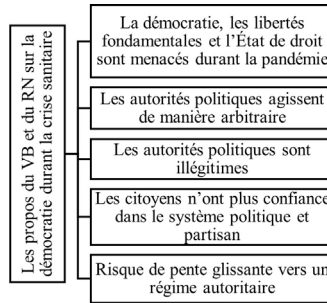 Les propos du VB et du RN sur la
démocratie durant la crise sanitaire
La démocratie, les libertés
fondamentales et l’État de droit
sont menacés durant la pandémie
Les autorités politiques agissent
de manière arbitraire
Les autorités politiques sont
illégitimes
Les citoyens n’ont plus confiance
dans le système politique et
partisan
Risque de pente glissante vers un
régime autoritaire